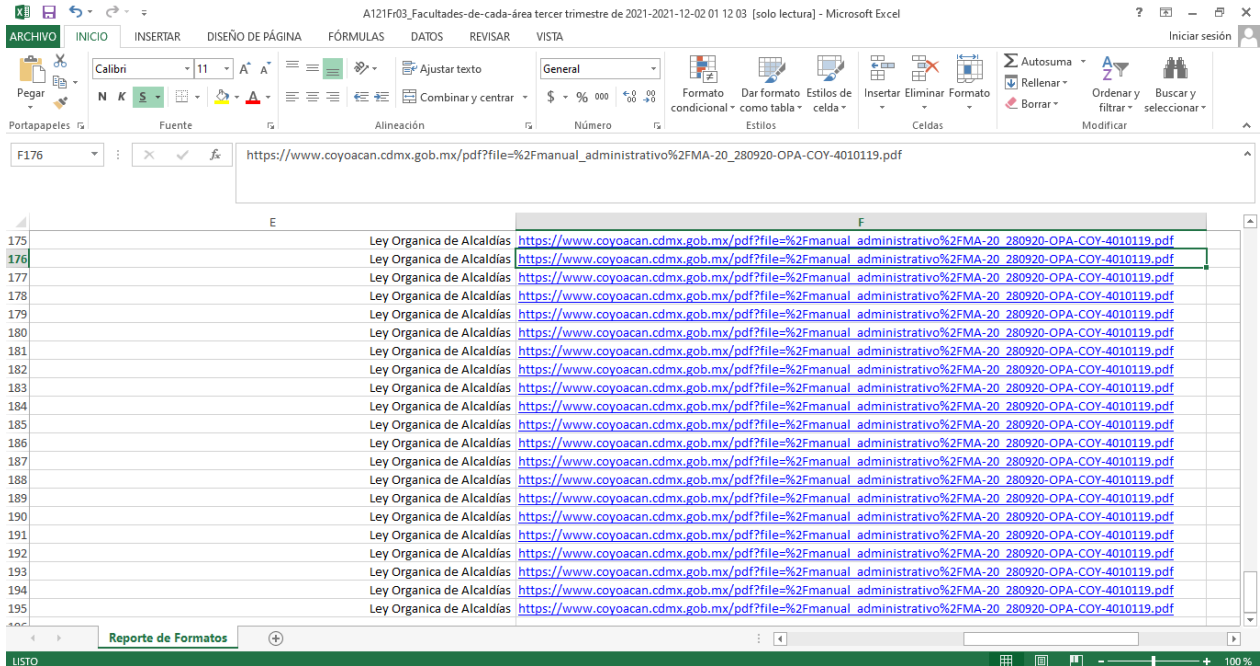 A121Fr03_Facultades-de-cada-área tercer trimestre de 2021-2021-12-02 01 12 03 [solo lectura] - Microsoft Excel
ARCHIVO INICIO INSERTAR DISEÑO DE PÁGINA FÓRMULAS DATOS REVISAR VISTA Iniciar sesión
Pegar
Portapapeles
Calibri 11
N K S
Fuente
Ajustar texto
Combinar y centrar
Alineación
General
$ % 000
Número
Formato condicional
Dar formato como tabla
Estilos de celda
Estilos
Insertar Eliminar Formato
Celdas
Autosuma
Rellenar
Borrar
Ordenar y filtrar
Buscar y seleccionar
Modificar
F176 fx https://www.coyoacan.cdmx.gob.mx/pdf?file=%2Fmanual_administrativo%2FMA-20_280920-OPA-COY-4010119.pdf
E F
175 Ley Organica de Alcaldías https://www.coyoacan.cdmx.gob.mx/pdf?file=%2Fmanual_administrativo%2FMA-20_280920-OPA-COY-4010119.pdf
176 Ley Organica de Alcaldías https://www.coyoacan.cdmx.gob.mx/pdf?file=%2Fmanual_administrativo%2FMA-20_280920-OPA-COY-4010119.pdf
177 Ley Organica de Alcaldías https://www.coyoacan.cdmx.gob.mx/pdf?file=%2Fmanual_administrativo%2FMA-20_280920-OPA-COY-4010119.pdf
178 Ley Organica de Alcaldías https://www.coyoacan.cdmx.gob.mx/pdf?file=%2Fmanual_administrativo%2FMA-20_280920-OPA-COY-4010119.pdf
179 Ley Organica de Alcaldías https://www.coyoacan.cdmx.gob.mx/pdf?file=%2Fmanual_administrativo%2FMA-20_280920-OPA-COY-4010119.pdf
180 Ley Organica de Alcaldías https://www.coyoacan.cdmx.gob.mx/pdf?file=%2Fmanual_administrativo%2FMA-20_280920-OPA-COY-4010119.pdf
181 Ley Organica de Alcaldías https://www.coyoacan.cdmx.gob.mx/pdf?file=%2Fmanual_administrativo%2FMA-20_280920-OPA-COY-4010119.pdf
182 Ley Organica de Alcaldías https://www.coyoacan.cdmx.gob.mx/pdf?file=%2Fmanual_administrativo%2FMA-20_280920-OPA-COY-4010119.pdf
183 Ley Organica de Alcaldías https://www.coyoacan.cdmx.gob.mx/pdf?file=%2Fmanual_administrativo%2FMA-20_280920-OPA-COY-4010119.pdf
184 Ley Organica de Alcaldías https://www.coyoacan.cdmx.gob.mx/pdf?file=%2Fmanual_administrativo%2FMA-20_280920-OPA-COY-4010119.pdf
185 Ley Organica de Alcaldías https://www.coyoacan.cdmx.gob.mx/pdf?file=%2Fmanual_administrativo%2FMA-20_280920-OPA-COY-4010119.pdf
186 Ley Organica de Alcaldías https://www.coyoacan.cdmx.gob.mx/pdf?file=%2Fmanual_administrativo%2FMA-20_280920-OPA-COY-4010119.pdf
187 Ley Organica de Alcaldías https://www.coyoacan.cdmx.gob.mx/pdf?file=%2Fmanual_administrativo%2FMA-20_280920-OPA-COY-4010119.pdf
188 Ley Organica de Alcaldías https://www.coyoacan.cdmx.gob.mx/pdf?file=%2Fmanual_administrativo%2FMA-20_280920-OPA-COY-4010119.pdf
189 Ley Organica de Alcaldías https://www.coyoacan.cdmx.gob.mx/pdf?file=%2Fmanual_administrativo%2FMA-20_280920-OPA-COY-4010119.pdf
190 Ley Organica de Alcaldías https://www.coyoacan.cdmx.gob.mx/pdf?file=%2Fmanual_administrativo%2FMA-20_280920-OPA-COY-4010119.pdf
191 Ley Organica de Alcaldías https://www.coyoacan.cdmx.gob.mx/pdf?file=%2Fmanual_administrativo%2FMA-20_280920-OPA-COY-4010119.pdf
192 Ley Organica de Alcaldías https://www.coyoacan.cdmx.gob.mx/pdf?file=%2Fmanual_administrativo%2FMA-20_280920-OPA-COY-4010119.pdf
193 Ley Organica de Alcaldías https://www.coyoacan.cdmx.gob.mx/pdf?file=%2Fmanual_administrativo%2FMA-20_280920-OPA-COY-4010119.pdf
194 Ley Organica de Alcaldías https://www.coyoacan.cdmx.gob.mx/pdf?file=%2Fmanual_administrativo%2FMA-20_280920-OPA-COY-4010119.pdf
195 Ley Organica de Alcaldías https://www.coyoacan.cdmx.gob.mx/pdf?file=%2Fmanual_administrativo%2FMA-20_280920-OPA-COY-4010119.pdf
Reporte de Formatos
LISTO 100%